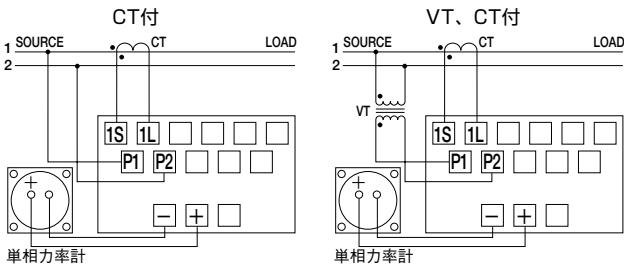 CT付
1 SOURCE CT LOAD
2
1S 1L
P1 P2
+
− +
単相力率計
VT、CT付
1 SOURCE CT LOAD
2
VT
1S 1L
P1 P2
+
− +
単相力率計